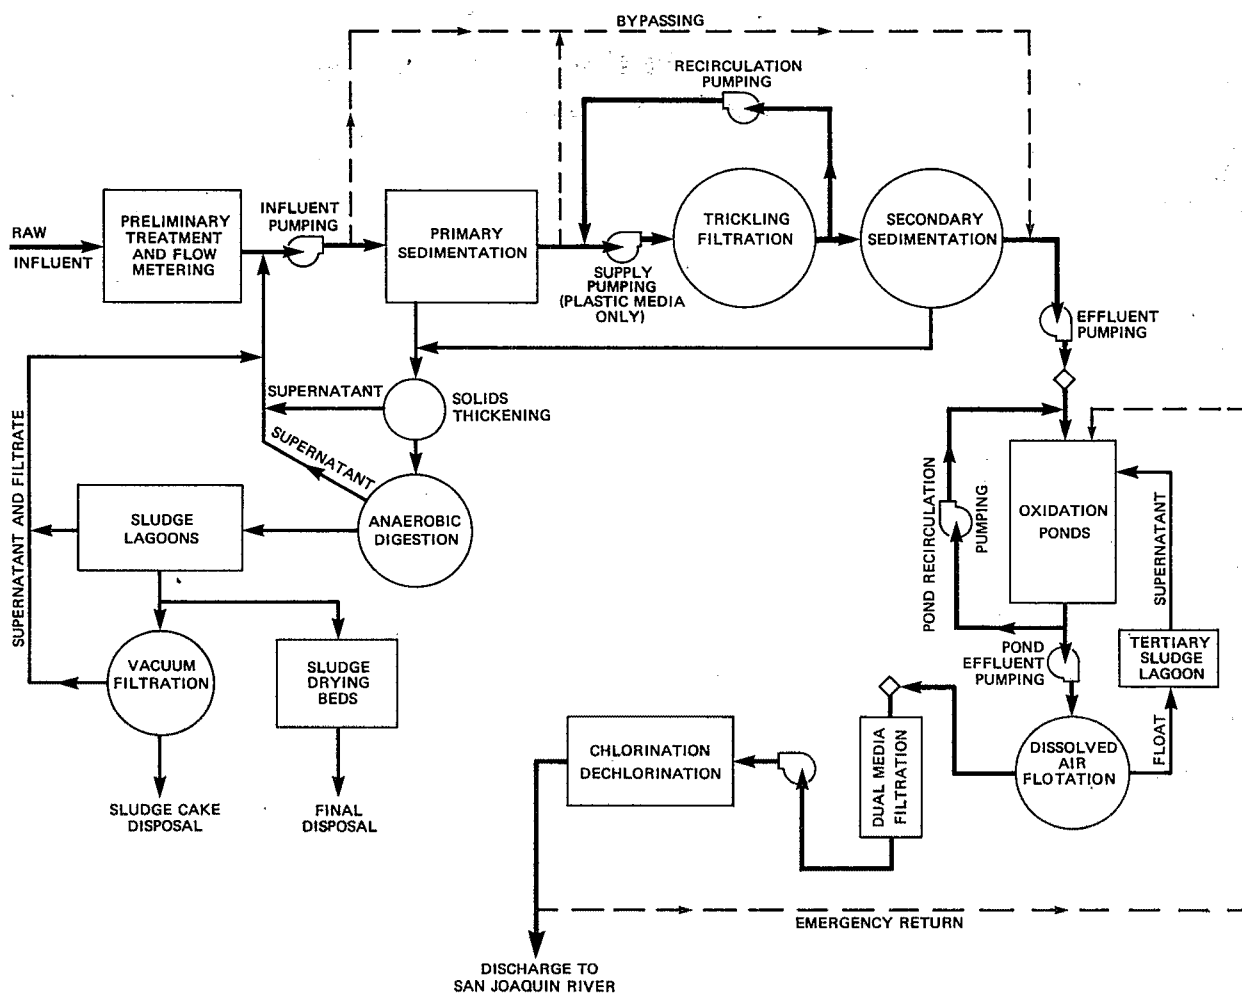 BYPASSING
RECIRCULATION
PUMPING
RAW
INFLUENT
PRELIMINARY
TREATMENT
AND FLOW
METERING
INFLUENT
PUMPING
PRIMARY
SEDIMENTATION
SUPPLY
PUMPING
(PLASTIC MEDIA
ONLY)
TRICKLING
FILTRATION
SECONDARY
SEDIMENTATION
EFFLUENT
PUMPING
SUPERNATANT
SOLIDS
THICKENING
SUPERNATANT
ANAEROBIC
DIGESTION
SUPERNATANT AND FILTRATE
SLUDGE
LAGOONS
VACUUM
FILTRATION
SLUDGE
DRYING
BEDS
SLUDGE CAKE
DISPOSAL
FINAL
DISPOSAL
POND RECIRCULATION
PUMPING
OXIDATION
PONDS
SUPERNATANT
TERTIARY
SLUDGE
LAGOON
POND
EFFLUENT
PUMPING
FLOAT
DISSOLVED
AIR
FLOTATION
DUAL MEDIA
FILTRATION
CHLORINATION
DECHLORINATION
EMERGENCY RETURN
DISCHARGE TO
SAN JOAQUIN RIVER